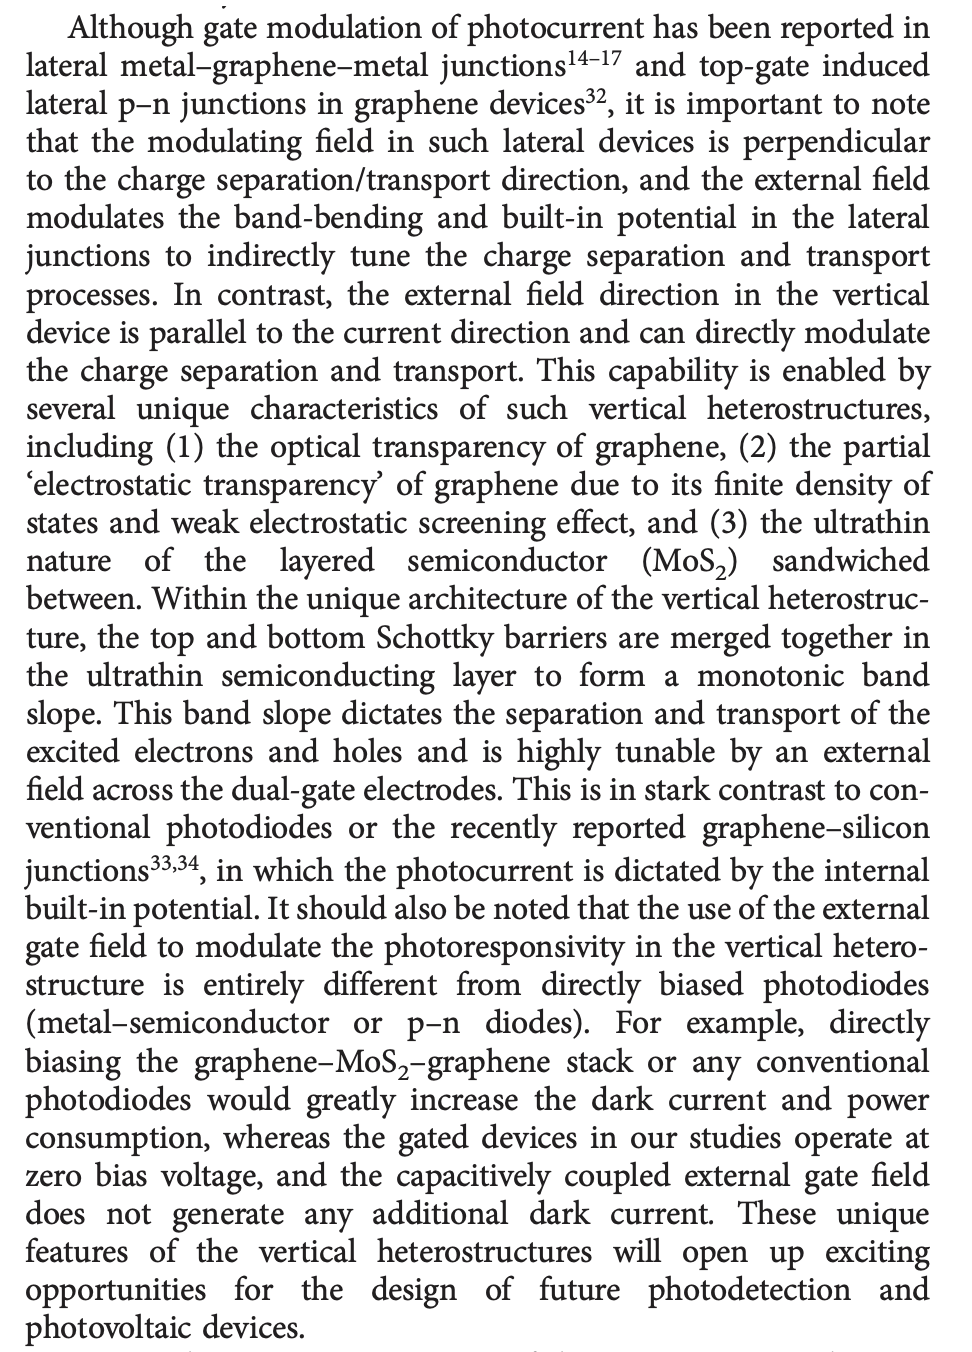 Although gate modulation of photocurrent has been reported in
lateral metal–graphene–metal junctions14–17 and top-gate induced
lateral p–n junctions in graphene devices32, it is important to note
that the modulating field in such lateral devices is perpendicular
to the charge separation/transport direction, and the external field
modulates the band-bending and built-in potential in the lateral
junctions to indirectly tune the charge separation and transport
processes. In contrast, the external field direction in the vertical
device is parallel to the current direction and can directly modulate
the charge separation and transport. This capability is enabled by
several unique characteristics of such vertical heterostructures,
including (1) the optical transparency of graphene, (2) the partial
‘electrostatic transparency’ of graphene due to its finite density of
states and weak electrostatic screening effect, and (3) the ultrathin
nature of the layered semiconductor (MoS2) sandwiched
between. Within the unique architecture of the vertical heterostruc-
ture, the top and bottom Schottky barriers are merged together in
the ultrathin semiconducting layer to form a monotonic band
slope. This band slope dictates the separation and transport of the
excited electrons and holes and is highly tunable by an external
field across the dual-gate electrodes. This is in stark contrast to con-
ventional photodiodes or the recently reported graphene–silicon
junctions33,34, in which the photocurrent is dictated by the internal
built-in potential. It should also be noted that the use of the external
gate field to modulate the photoresponsivity in the vertical hetero-
structure is entirely different from directly biased photodiodes
(metal–semiconductor or p–n diodes). For example, directly
biasing the graphene–MoS2–graphene stack or any conventional
photodiodes would greatly increase the dark current and power
consumption, whereas the gated devices in our studies operate at
zero bias voltage, and the capacitively coupled external gate field
does not generate any additional dark current. These unique
features of the vertical heterostructures will open up exciting
opportunities for the design of future photodetection and
photovoltaic devices.